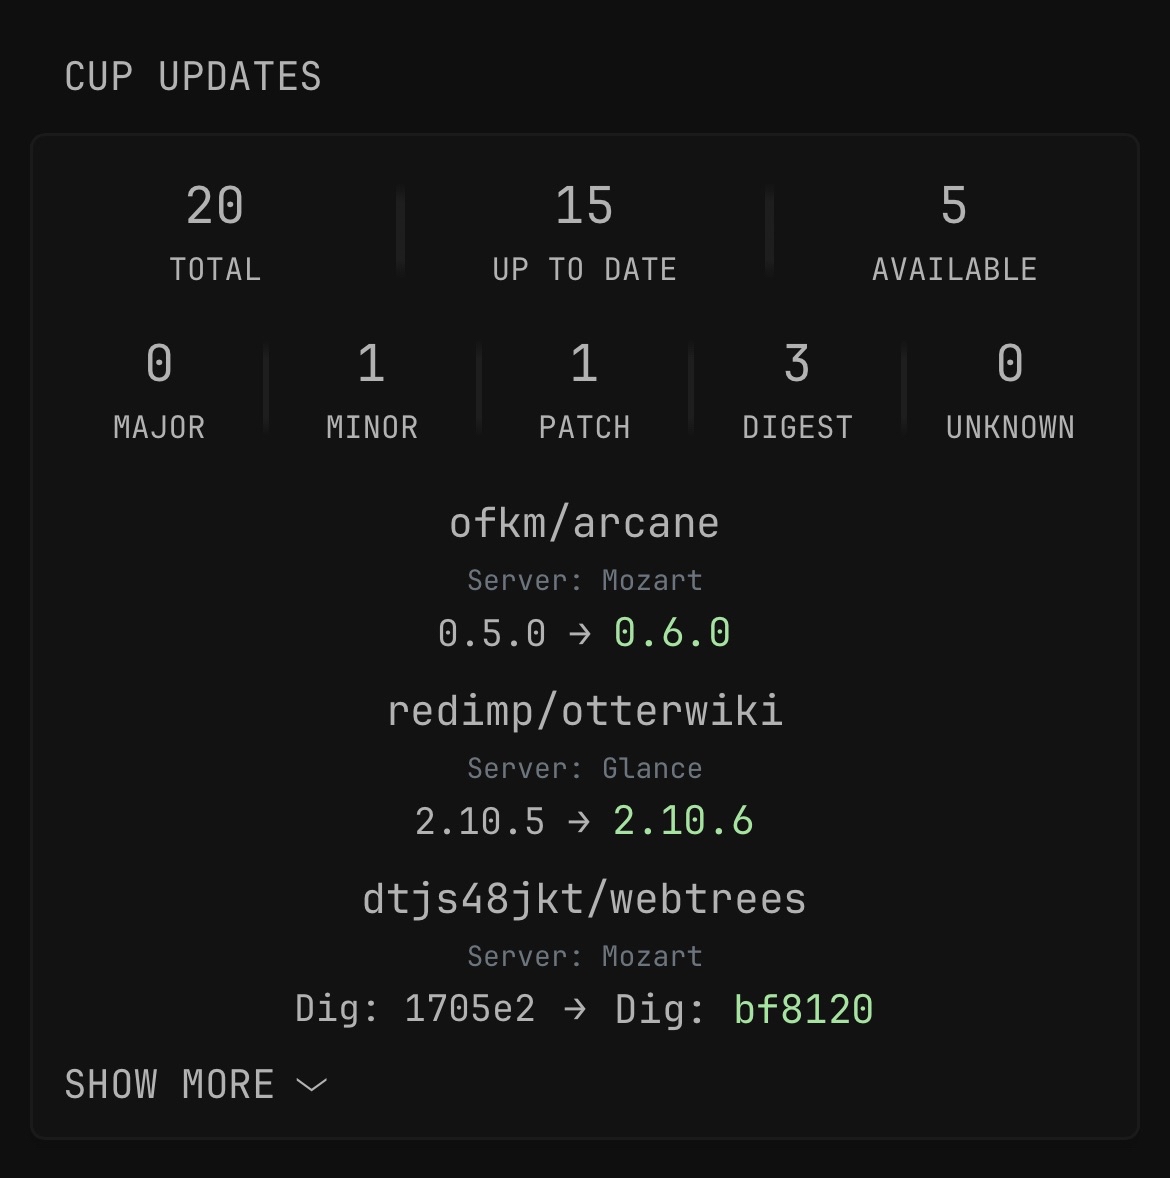 CUP UPDATES
20 15 5
TOTAL UP TO DATE AVAILABLE
0 1 1 3 0
MAJOR MINOR PATCH DIGEST UNKNOWN
ofkm/arcane
Server: Mozart
0.5.0 → 0.6.0
redimp/otterwiki
Server: Glance
2.10.5 → 2.10.6
dtjs48jkt/webtrees
Server: Mozart
Dig: 1705e2 → Dig: bf8120
SHOW MORE